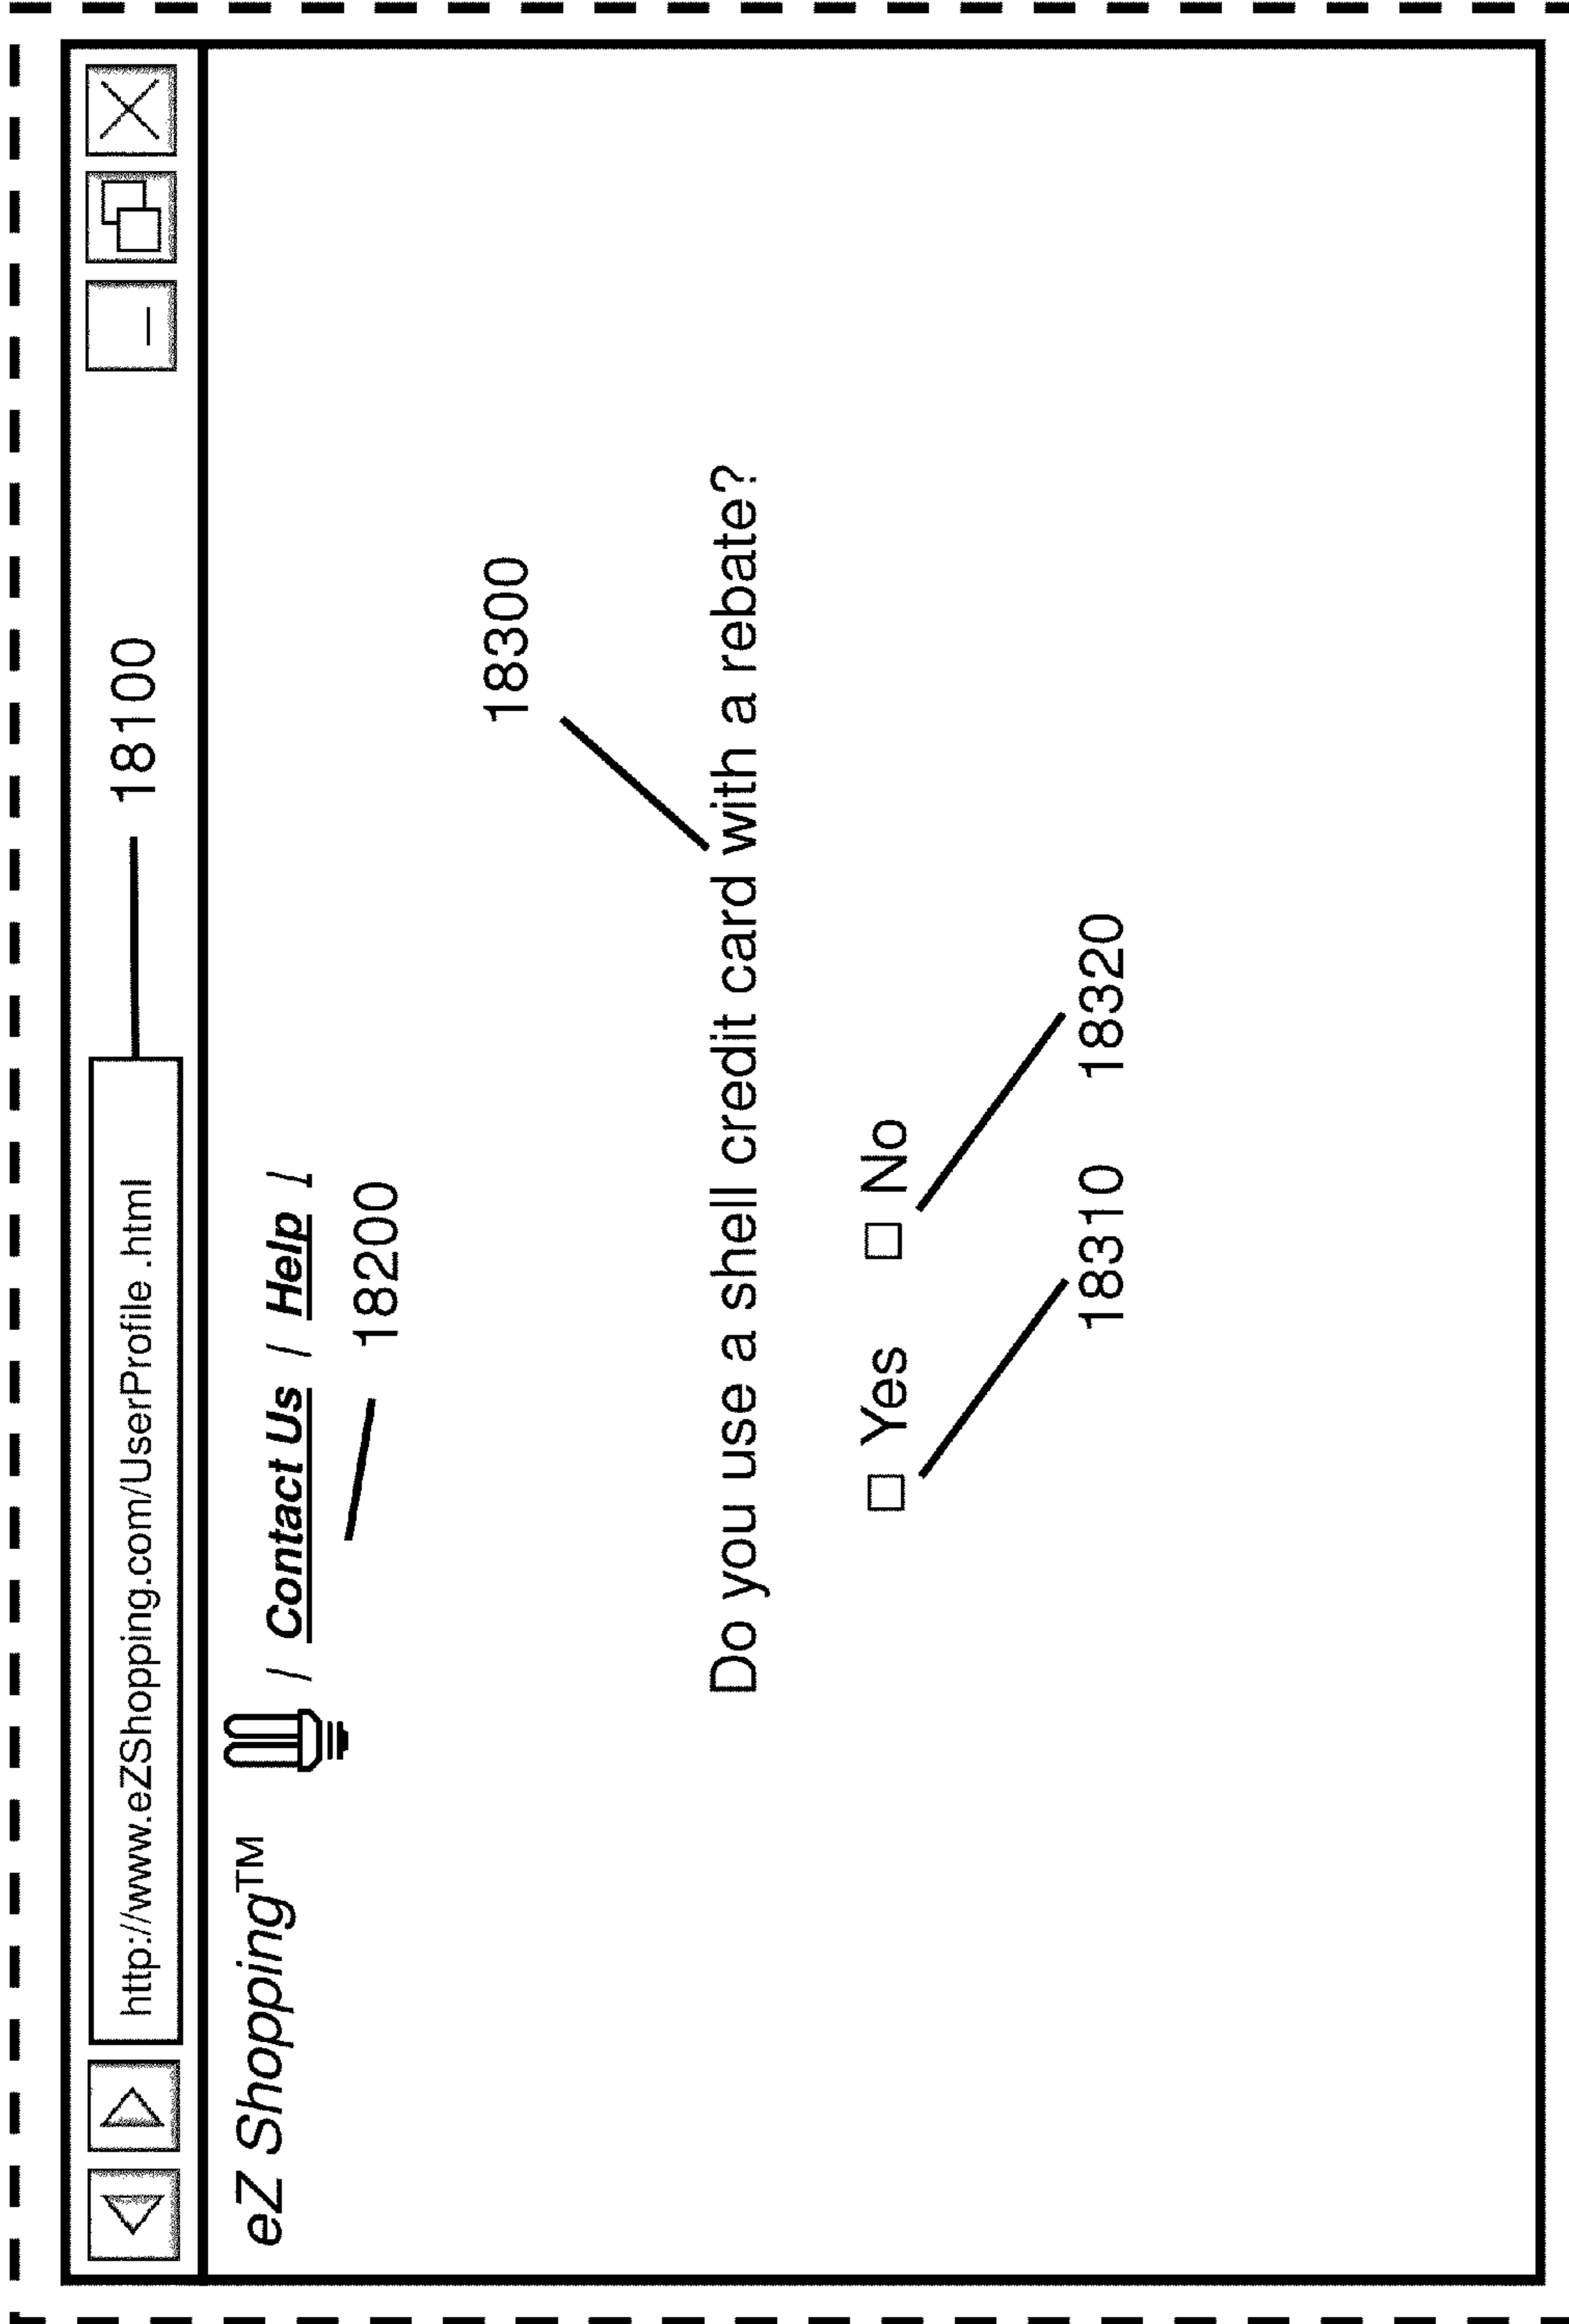 http://www.eZShopping.com/UserProfile .html 18100
eZ Shopping™ / Contact Us / Help /
18200
18300
Do you use a shell credit card with a rebate?
Yes No
18310 18320